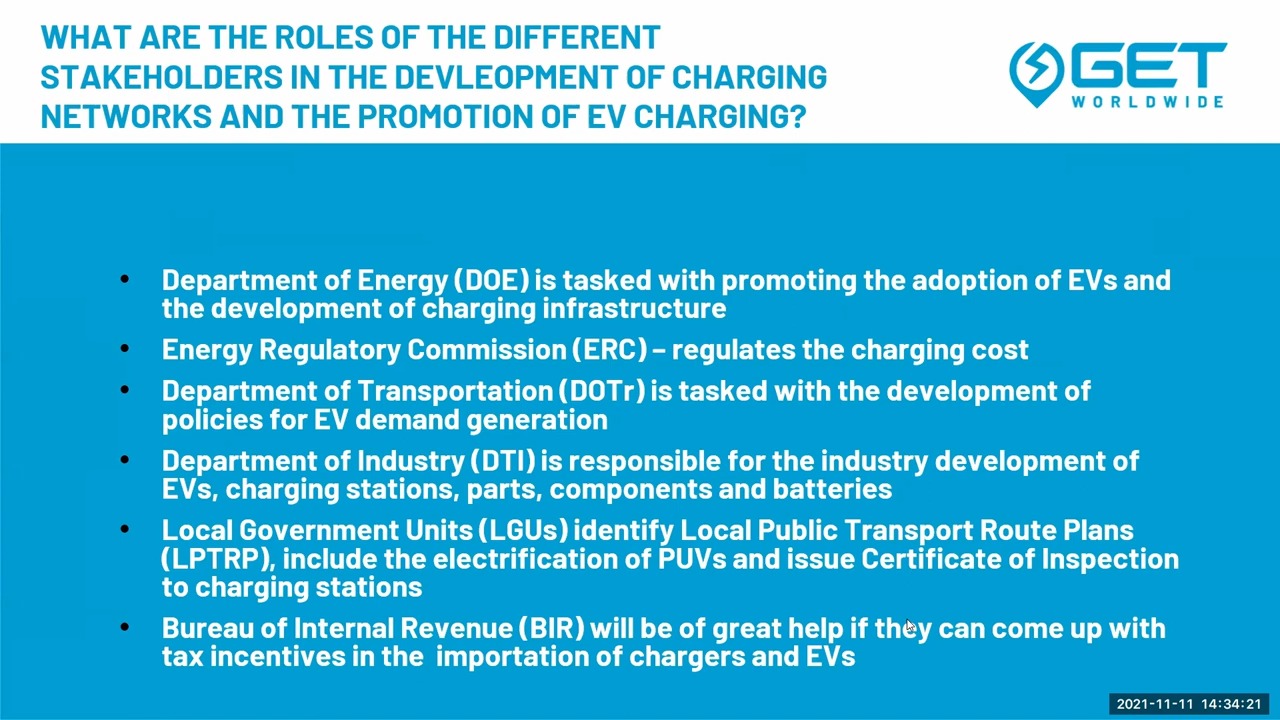 WHAT ARE THE ROLES OF THE DIFFERENT
STAKEHOLDERS IN THE DEVLEOPMENT OF CHARGING
NETWORKS AND THE PROMOTION OF EV CHARGING?
GET
WORLDWIDE
• Department of Energy (DOE) is tasked with promoting the adoption of EVs and
the development of charging infrastructure
• Energy Regulatory Commission (ERC) – regulates the charging cost
• Department of Transportation (DOTr) is tasked with the development of
policies for EV demand generation
• Department of Industry (DTI) is responsible for the industry development of
EVs, charging stations, parts, components and batteries
• Local Government Units (LGUs) identify Local Public Transport Route Plans
(LPTRP), include the electrification of PUVs and issue Certificate of Inspection
to charging stations
• Bureau of Internal Revenue (BIR) will be of great help if they can come up with
tax incentives in the  importation of chargers and EVs
2021-11-11 14:34:21